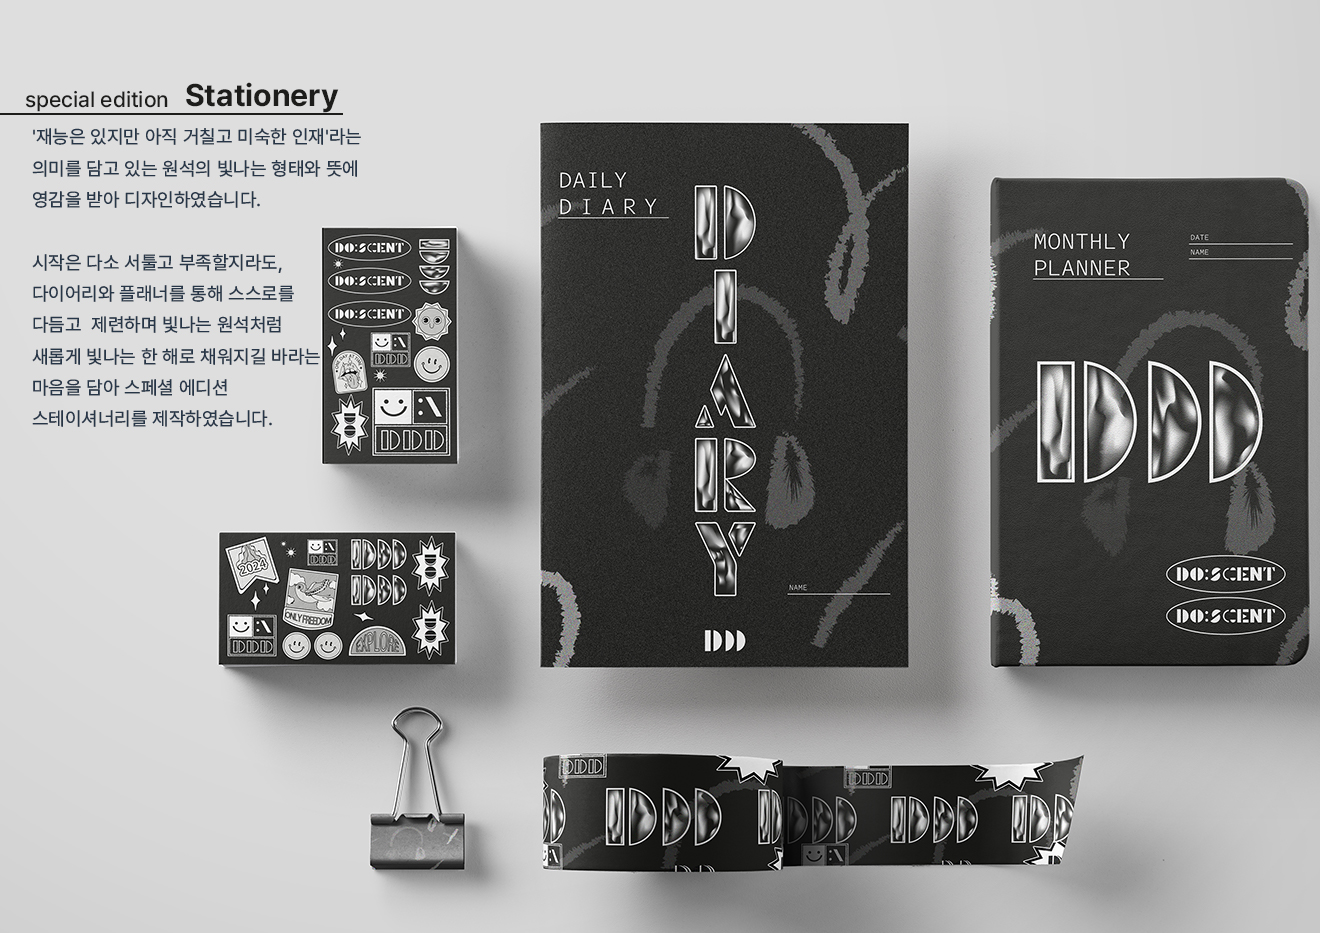 special edition Stationery
'재능은 있지만 아직 거칠고 미숙한 인재'라는
의미를 담고 있는 원석의 빛나는 형태와 뜻에
영감을 받아 디자인하였습니다.
시작은 다소 서툴고 부족할지라도,
다이어리와 플래너를 통해 스스로를
다듬고 제련하며 빛나는 원석처럼
새롭게 빛나는 한 해로 채워지길 바라는
마음을 담아 스페셜 에디션
스테이셔너리를 제작하였습니다.
DO:SCENT
DO:SCENT
DO:SCENT
DDD
DDD
2024
DDD
DDD
DDD
ONLY FREEDOM
DDD
EXPLORE
DAILY
DIARY
DIARY
NAME
DDD
MONTHLY
PLANNER
DATE
NAME
IDDD
DO:SCENT
DO:SCENT
DDD
IDDD
DDD
IDDD